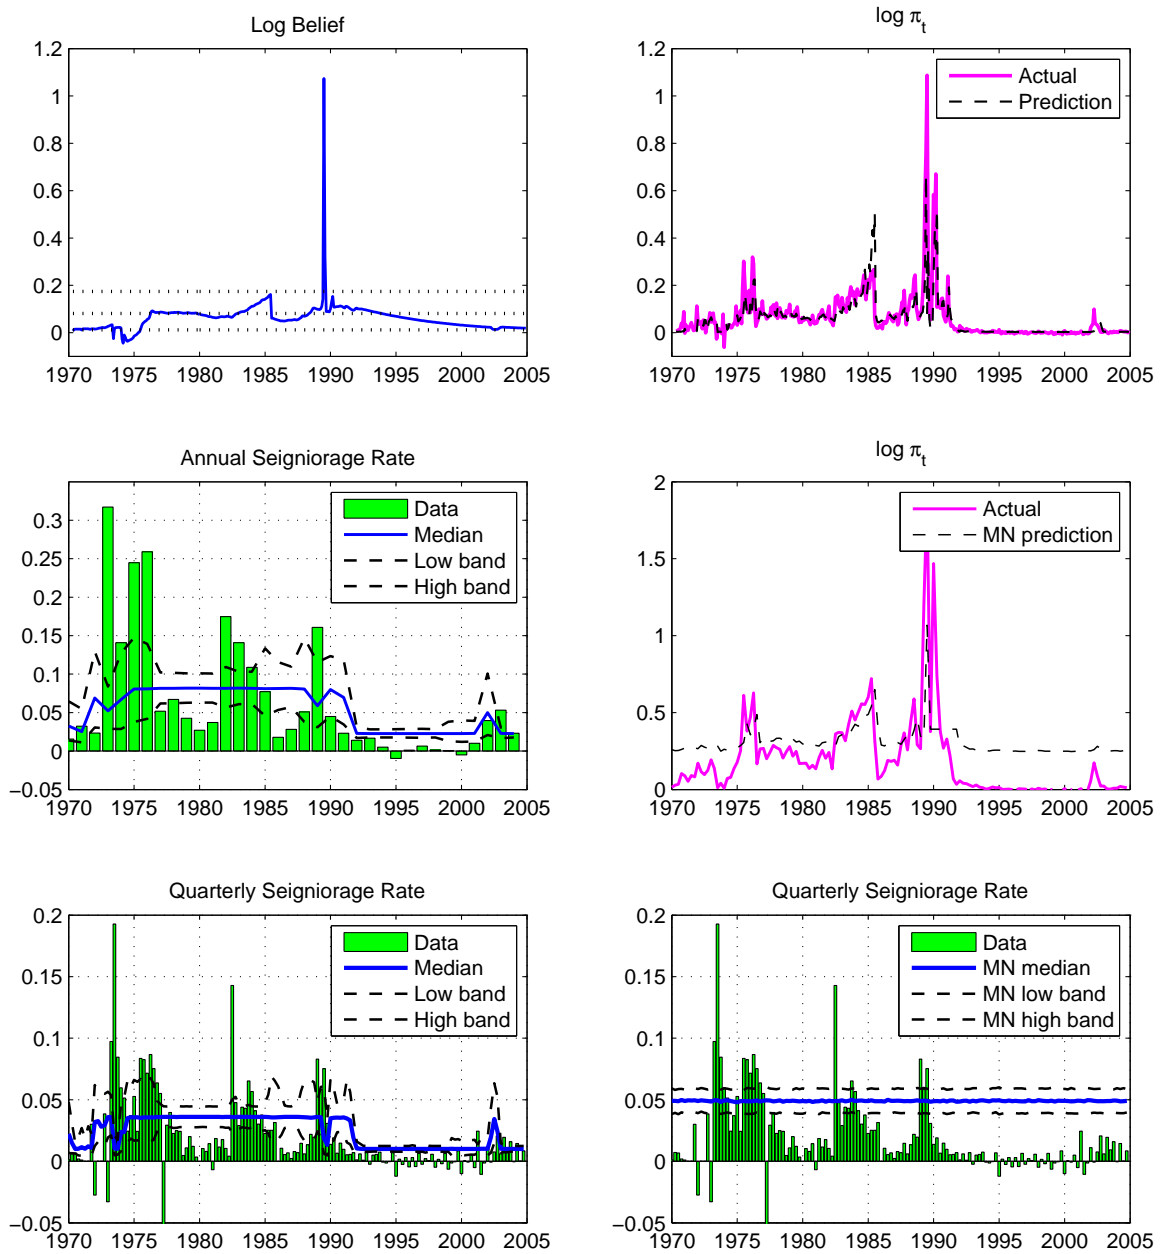 Log Belief
1.2
1
0.8
0.6
0.4
0.2
0
1970 1975 1980 1985 1990 1995 2000 2005
log πt
1.2
1
0.8
0.6
0.4
0.2
0
Actual
Prediction
1970 1975 1980 1985 1990 1995 2000 2005
Annual Seigniorage Rate
0.3
0.25
0.2
0.15
0.1
0.05
0
−0.05
Data
Median
Low band
High band
1970 1975 1980 1985 1990 1995 2000 2005
log πt
2
1.5
1
0.5
0
Actual
MN prediction
1970 1975 1980 1985 1990 1995 2000 2005
Quarterly Seigniorage Rate
0.2
0.15
0.1
0.05
0
−0.05
Data
Median
Low band
High band
1970 1975 1980 1985 1990 1995 2000 2005
Quarterly Seigniorage Rate
0.2
0.15
0.1
0.05
0
−0.05
Data
MN median
MN low band
MN high band
1970 1975 1980 1985 1990 1995 2000 2005